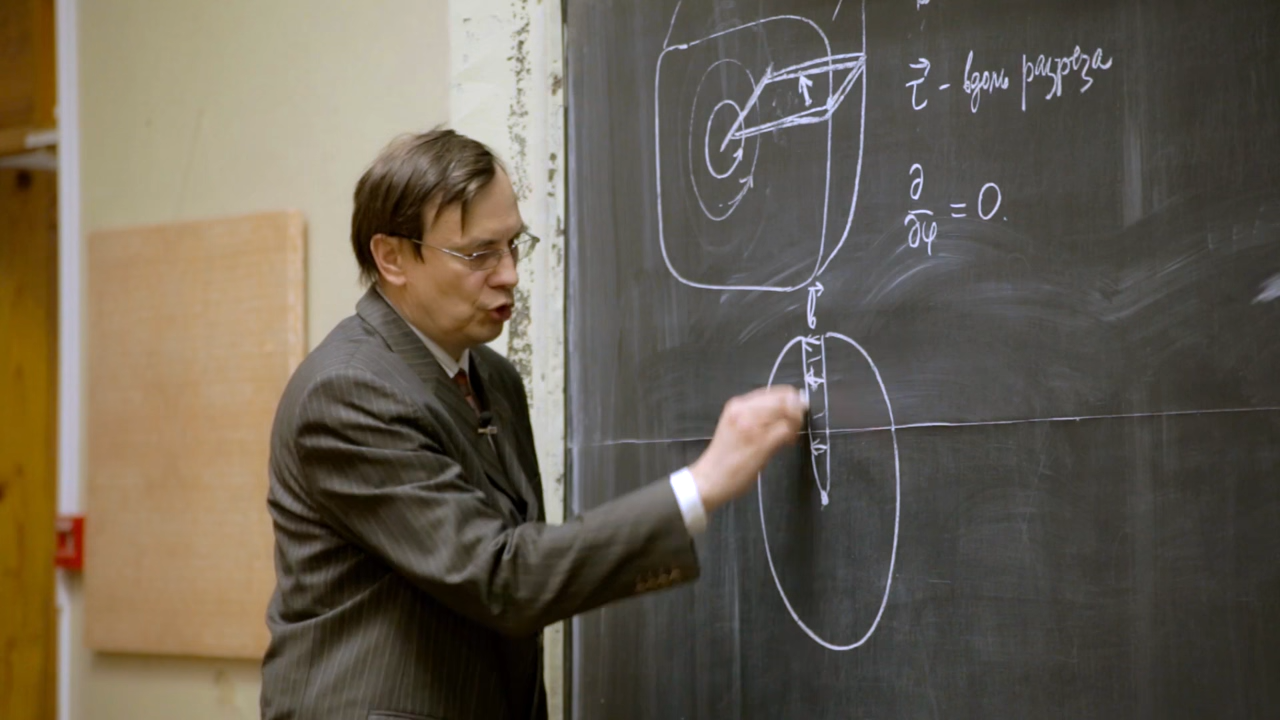 τ⃗ - вдоль разреза
∂/∂φ = 0.
b⃗